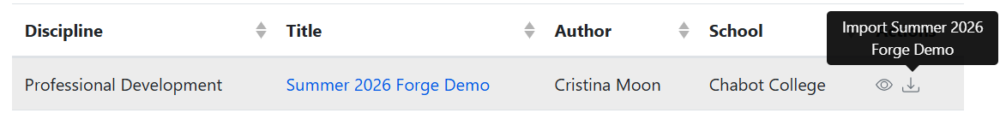 Discipline Title Author School
Import Summer 2026
Forge Demo
Professional Development Summer 2026 Forge Demo Cristina Moon Chabot College